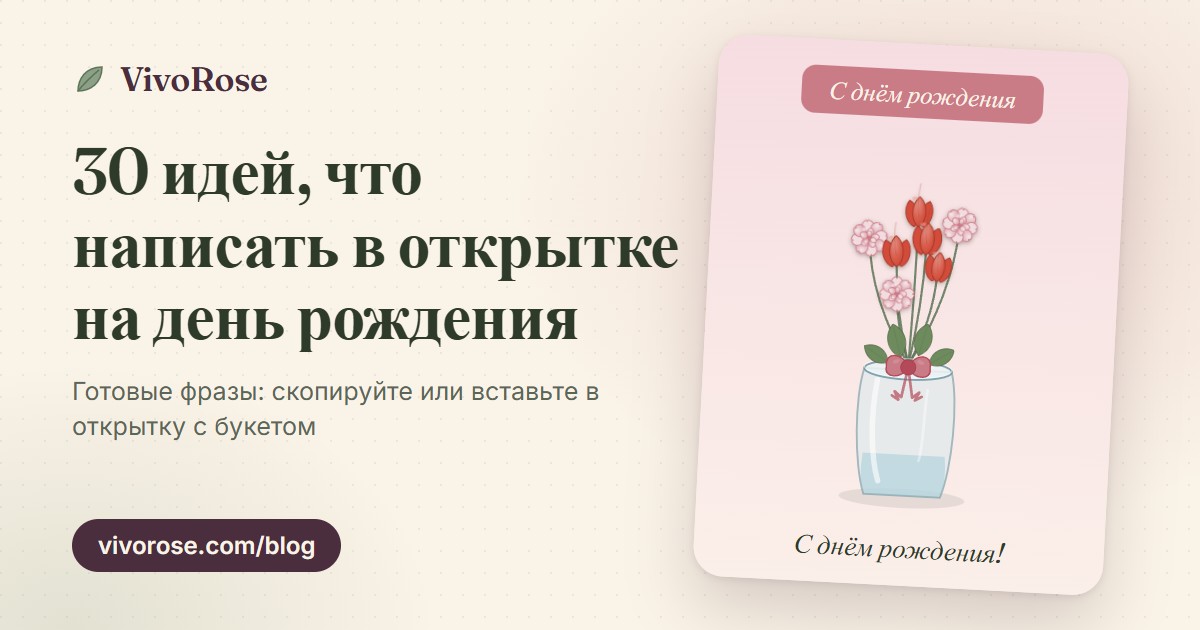 VivoRose
30 идей, что
написать в открытке
на день рождения
Готовые фразы: скопируйте или вставьте в
открытку с букетом
vivorose.com/blog
С днём рождения
С днём рождения!